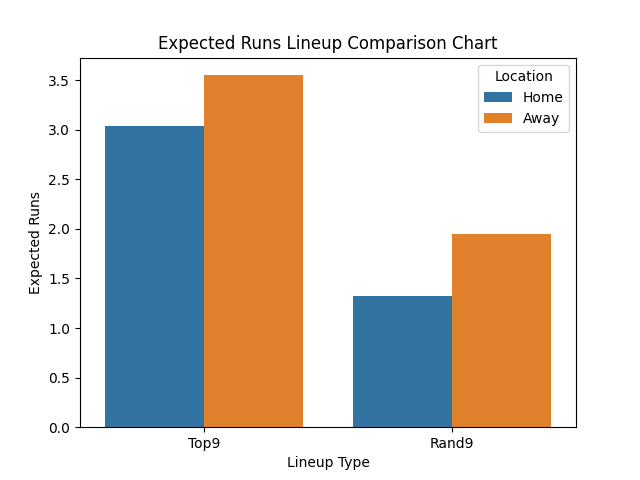 Expected Runs Lineup Comparison Chart
Location
Home
Away
Expected Runs
3.5
3.0
2.5
2.0
1.5
1.0
0.5
0.0
Top9
Rand9
Lineup Type